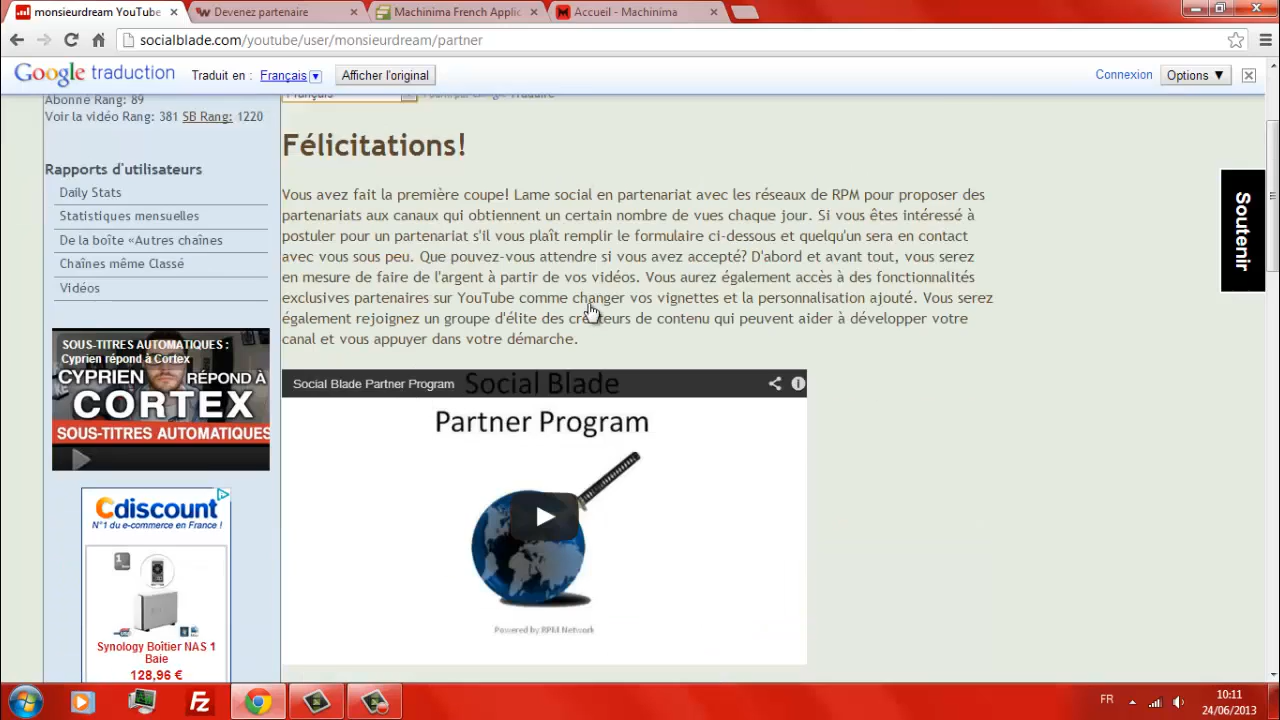 monsieurdream YouTube
Devenez partenaire
Machinima French Applic
Accueil - Machinima
socialblade.com/youtube/user/monsieurdream/partner
Google traduction
Traduit en : Français
Afficher l'original
Connexion
Options ▼
Abonné Rang: 89
Voir la vidéo Rang: 381 SB Rang: 1220
Rapports d'utilisateurs
Daily Stats
Statistiques mensuelles
De la boîte «Autres chaînes
Chaînes même Classé
Vidéos
SOUS-TITRES AUTOMATIQUES :
Cyprien répond à Cortex
CYPRIEN RÉPOND À
CORTEX
SOUS-TITRES AUTOMATIQUES
Cdiscount
N°1 du e-commerce en France !
Synology Boîtier NAS 1
Baie
128,96 €
Français
Traduire
Félicitations!
Vous avez fait la première coupe! Lame social en partenariat avec les réseaux de RPM pour proposer des
partenariats aux canaux qui obtiennent un certain nombre de vues chaque jour. Si vous êtes intéressé à
postuler pour un partenariat s'il vous plaît remplir le formulaire ci-dessous et quelqu'un sera en contact
avec vous sous peu. Que pouvez-vous attendre si vous avez accepté? D'abord et avant tout, vous serez
en mesure de faire de l'argent à partir de vos vidéos. Vous aurez également accès à des fonctionnalités
exclusives partenaires sur YouTube comme changer vos vignettes et la personnalisation ajouté. Vous serez
également rejoignez un groupe d'élite des créateurs de contenu qui peuvent aider à développer votre
canal et vous appuyer dans votre démarche.
Social Blade Partner Program
Social Blade
Partner Program
Powered by RPM Network
Soutenir
FR
10:11
24/06/2013